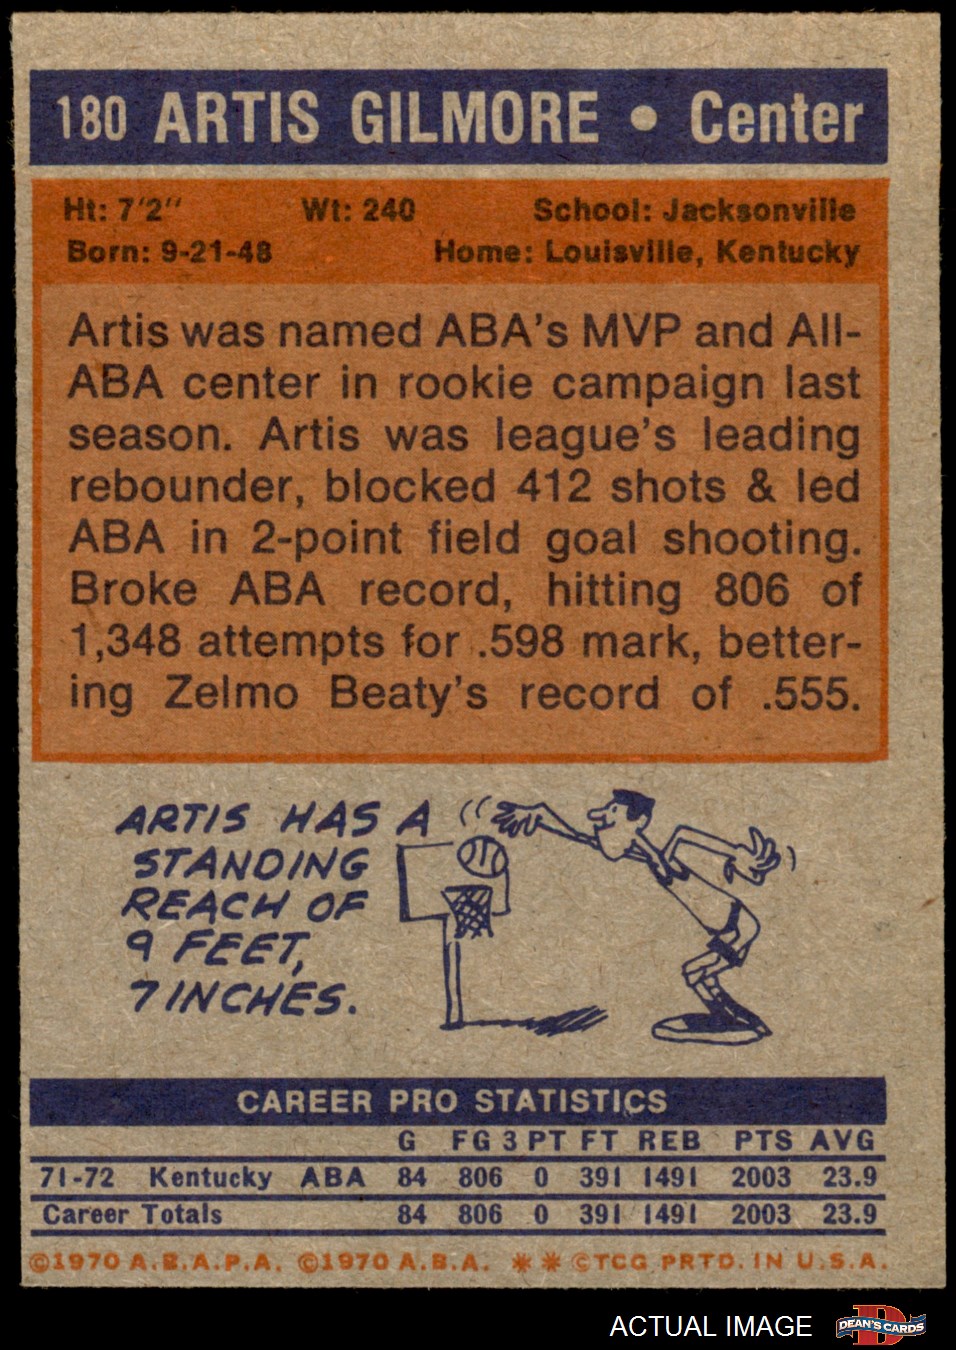 180 ARTIS GILMORE • Center
Ht: 7'2" Wt: 240 School: Jacksonville
Born: 9-21-48 Home: Louisville, Kentucky
Artis was named ABA's MVP and All-
ABA center in rookie campaign last
season. Artis was league's leading
rebounder, blocked 412 shots & led
ABA in 2-point field goal shooting.
Broke ABA record, hitting 806 of
1,348 attempts for .598 mark, better-
ing Zelmo Beaty's record of .555.
ARTIS HAS A
STANDING
REACH OF
9 FEET,
7 INCHES.
CAREER PRO STATISTICS
G FG 3 PT FT REB PTS AVG
71-72 Kentucky ABA 84 806 0 391 1491 2003 23.9
Career Totals 84 806 0 391 1491 2003 23.9
©1970 A.B.A.P.A. ©1970 A.B.A. ** ©TCG PRTD. IN U.S.A.
ACTUAL IMAGE
D
DEAN'S CARDS